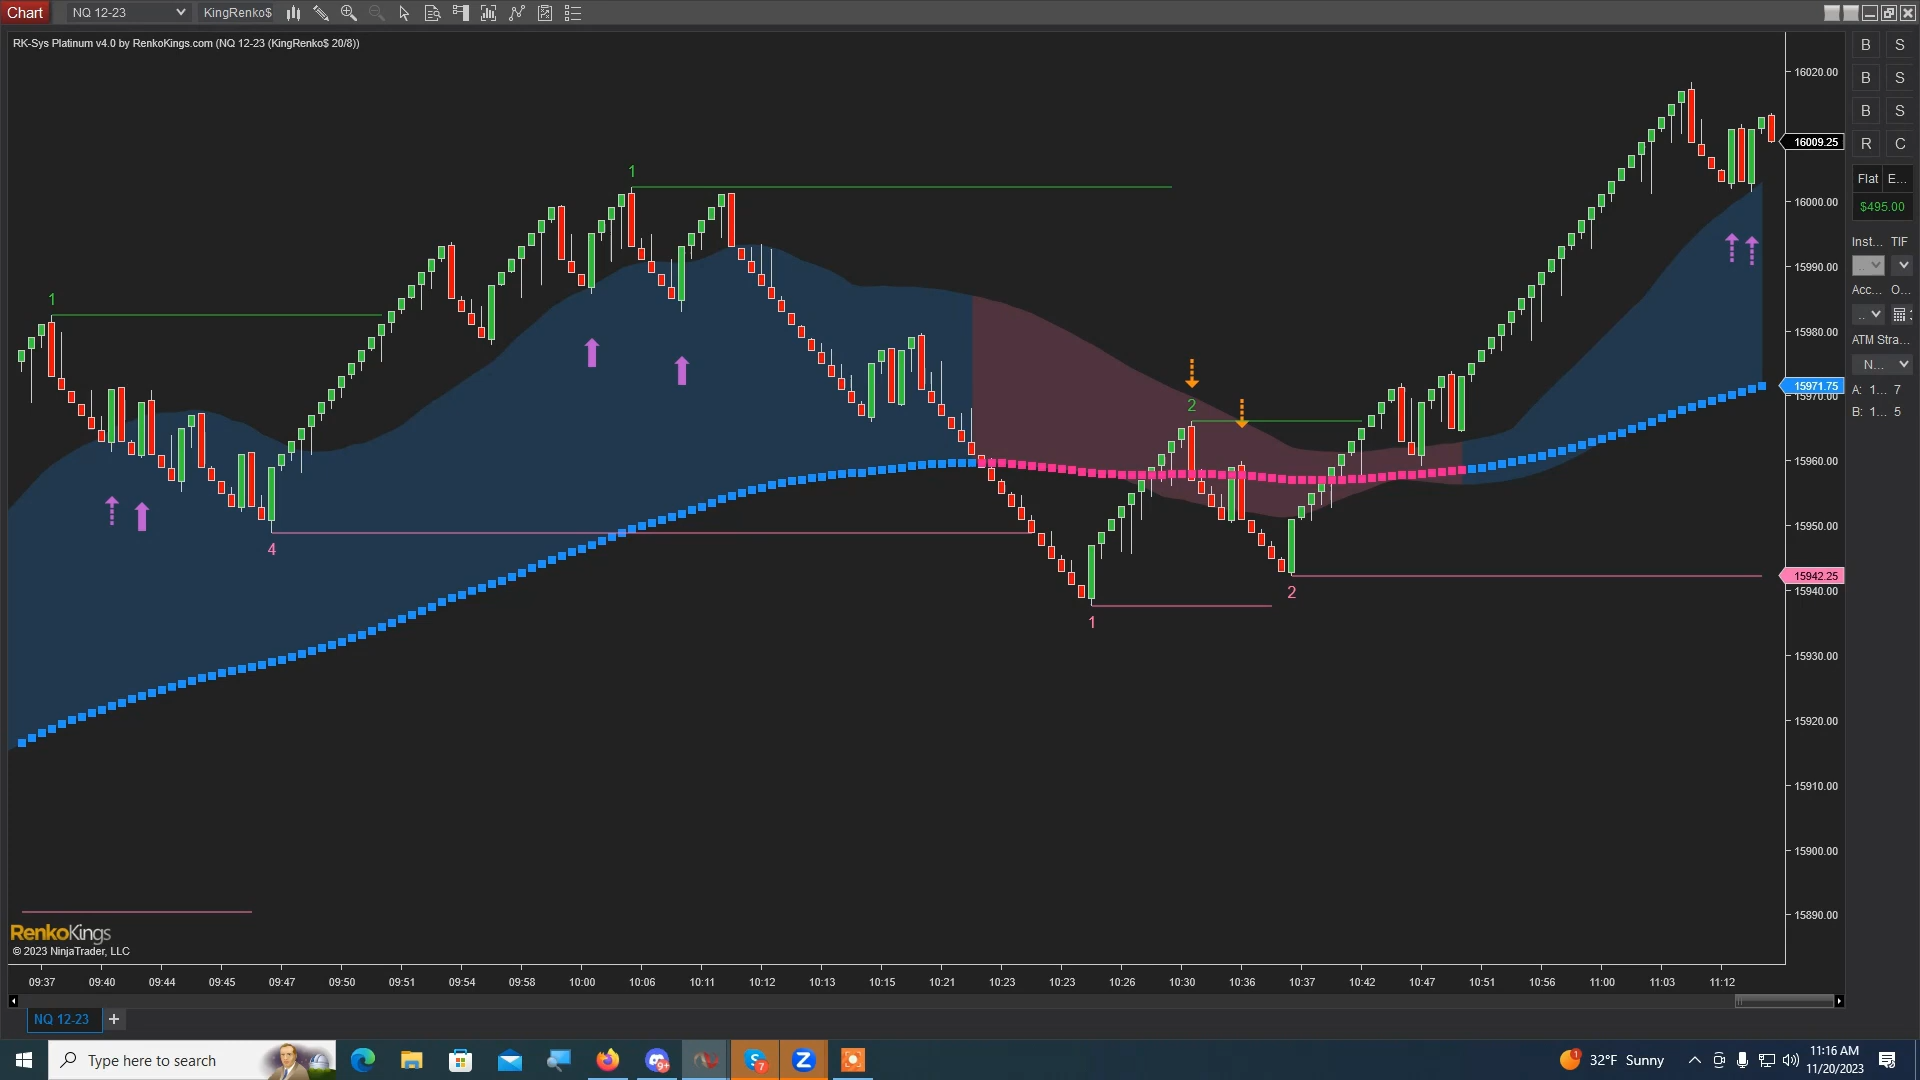 Chart
NQ 12-23
KingRenko$
RK-Sys Platinum v4.0 by RenkoKings.com (NQ 12-23 (KingRenko$ 20/8))
B S
B S
B S
R C
Flat E...
$495.00
Inst... TIF
..
Acc... O...
..
ATM Stra...
N...
A: 1... 7
B: 1... 5
16020.00
16009.25
16000.00
15990.00
15980.00
15971.75
15970.00
15960.00
15950.00
15942.25
15940.00
15930.00
15920.00
15910.00
15900.00
15890.00
1
1
2
4
2
1
RenkoKings
© 2023 NinjaTrader, LLC
09:37 09:40 09:44 09:45 09:47 09:50 09:51 09:54 09:58 10:00 10:06 10:11 10:12 10:13 10:15 10:21 10:23 10:23 10:26 10:30 10:36 10:37 10:42 10:47 10:51 10:56 11:00 11:03 11:12
NQ 12-23 +
Type here to search
9+
7
1
32°F Sunny
11:16 AM
11/20/2023